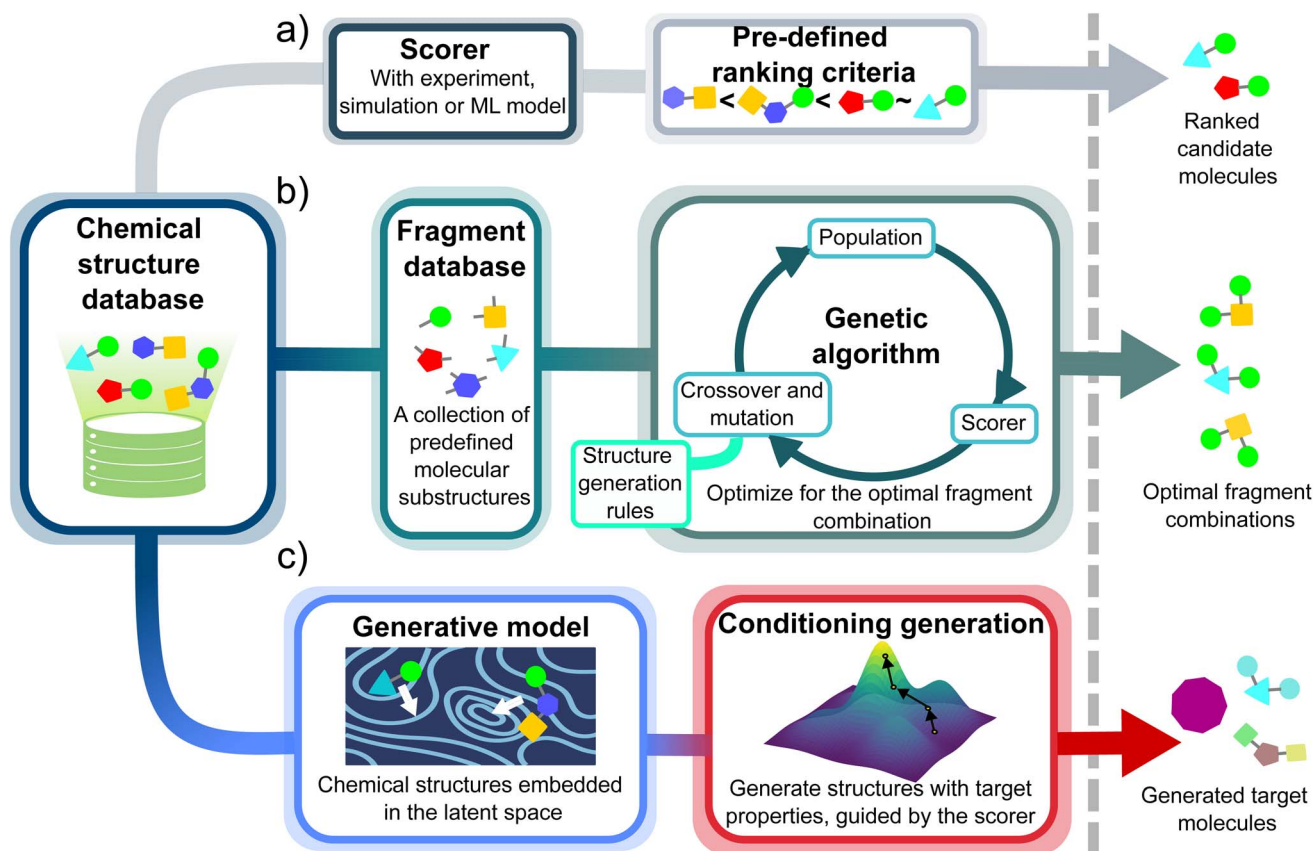 a)
Scorer
With experiment,
simulation or ML model
Pre-defined
ranking criteria
< < ~
Ranked
candidate
molecules
b)
Chemical
structure
database
Fragment
database
A collection of
predefined
molecular
substructures
Population
Genetic
algorithm
Crossover and
mutation
Scorer
Structure
generation
rules
Optimize for the optimal fragment
combination
Optimal fragment
combinations
c)
Generative model
Chemical structures embedded
in the latent space
Conditioning generation
Generate structures with target
properties, guided by the scorer
Generated target
molecules